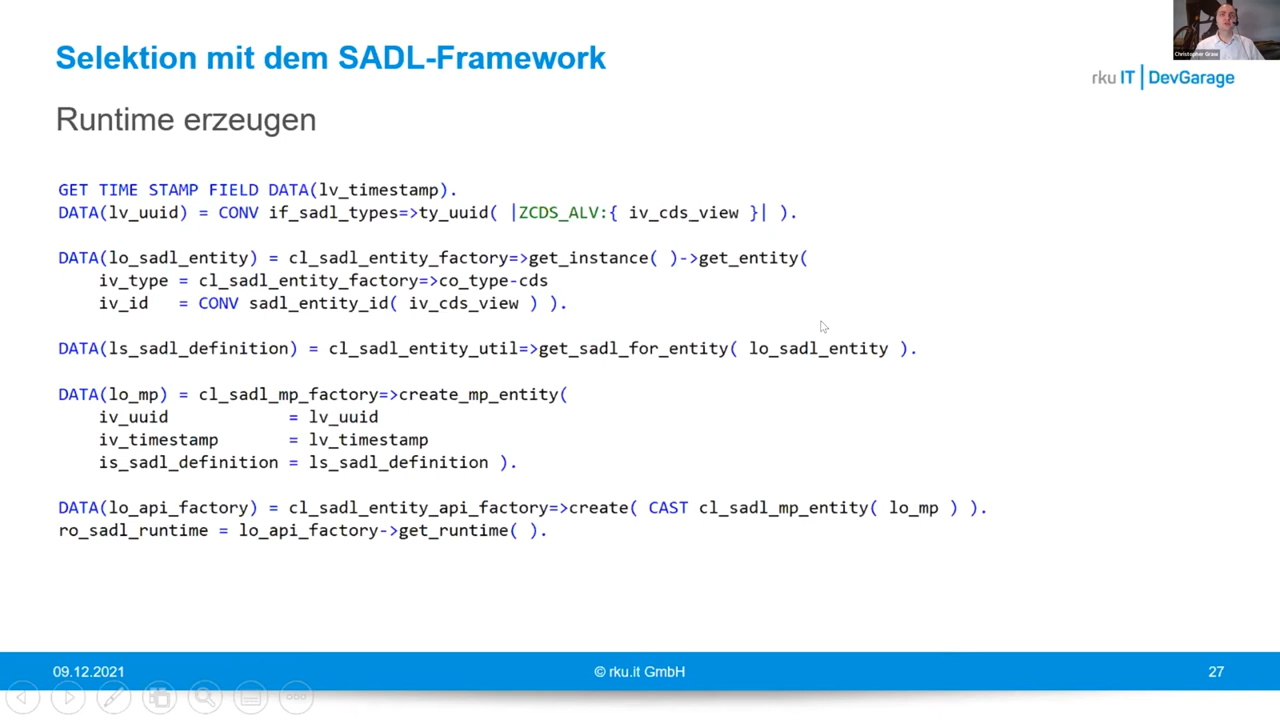 Selektion mit dem SADL-Framework
Christopher Grass
rku IT | DevGarage
Runtime erzeugen
GET TIME STAMP FIELD DATA(lv_timestamp).
DATA(lv_uuid) = CONV if_sadl_types=>ty_uuid( |ZCDS_ALV:{ iv_cds_view }| ).
DATA(lo_sadl_entity) = cl_sadl_entity_factory=>get_instance( )->get_entity(
    iv_type = cl_sadl_entity_factory=>co_type-cds
    iv_id   = CONV sadl_entity_id( iv_cds_view ) ).
DATA(ls_sadl_definition) = cl_sadl_entity_util=>get_sadl_for_entity( lo_sadl_entity ).
DATA(lo_mp) = cl_sadl_mp_factory=>create_mp_entity(
    iv_uuid            = lv_uuid
    iv_timestamp       = lv_timestamp
    is_sadl_definition = ls_sadl_definition ).
DATA(lo_api_factory) = cl_sadl_entity_api_factory=>create( CAST cl_sadl_mp_entity( lo_mp ) ).
ro_sadl_runtime = lo_api_factory->get_runtime( ).
09.12.2021
© rku.it GmbH
27